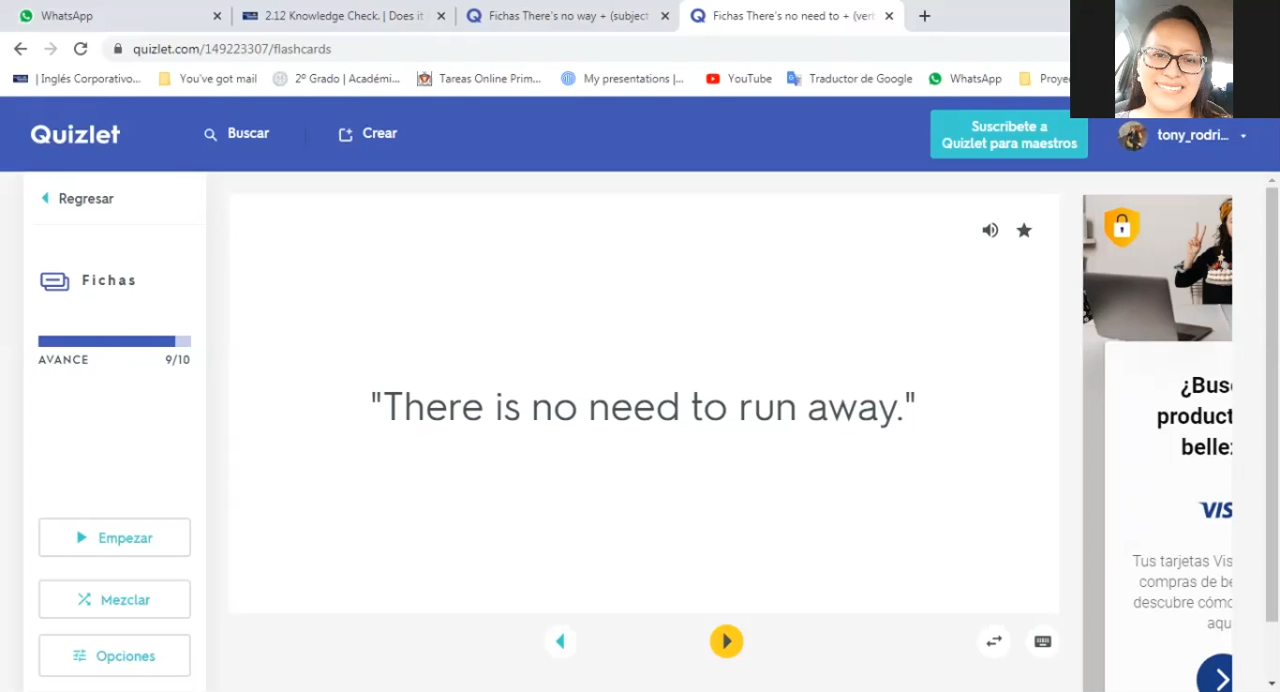 WhatsApp
2.12 Knowledge Check. | Does it
Fichas There's no way + (subject
Fichas There's no need to + (ver
quizlet.com/149223307/flashcards
| Inglés Corporativo...
You've got mail
2º Grado | Académi...
Tareas Online Prim...
My presentations |...
YouTube
Traductor de Google
WhatsApp
Proye
Quizlet
Buscar
Crear
Suscríbete a
Quizlet para maestros
tony_rodri...
Regresar
Fichas
AVANCE 9/10
"There is no need to run away."
Empezar
Mezclar
Opciones
¿Bus
product
belle
VIS
Tus tarjetas Vis
compras de be
descubre cómo
aqu